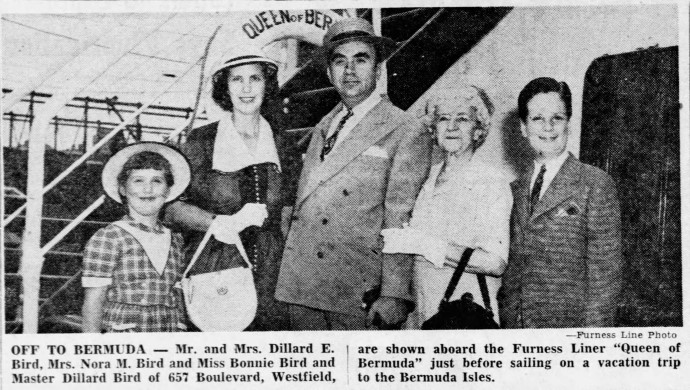 QUEEN OF BER
—Furness Line Photo
OFF TO BERMUDA — Mr. and Mrs. Dillard E.
Bird, Mrs. Nora M. Bird and Miss Bonnie Bird and
Master Dillard Bird of 657 Boulevard, Westfield,
are shown aboard the Furness Liner “Queen of
Bermuda” just before sailing on a vacation trip
to the Bermuda Isles.